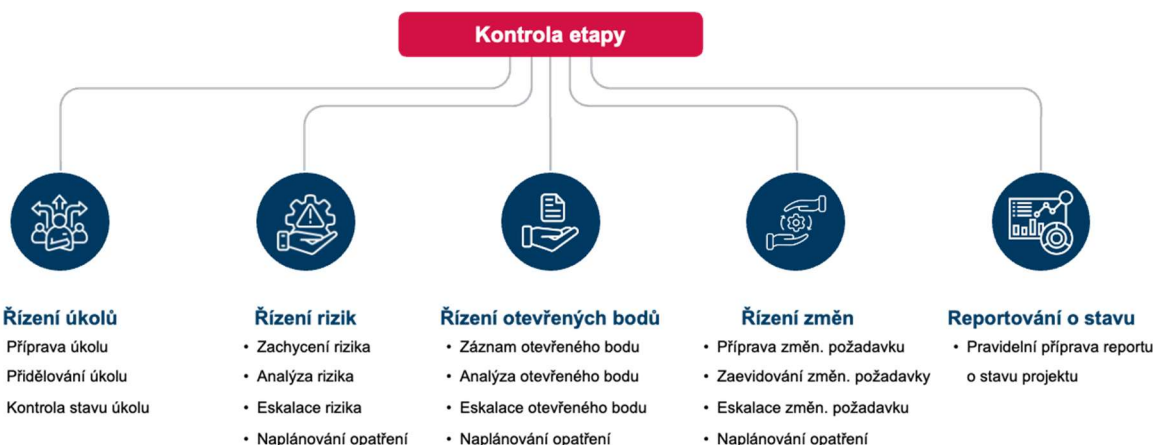 Kontrola etapy
Řízení úkolů
Příprava úkolu
Přidělování úkolu
Kontrola stavu úkolu
Řízení rizik
• Zachycení rizika
• Analýza rizika
• Eskalace rizika
• Naplánování opatření
Řízení otevřených bodů
• Záznam otevřeného bodu
• Analýza otevřeného bodu
• Eskalace otevřeného bodu
• Naplánování opatření
Řízení změn
• Příprava změn. požadavku
• Zaevidování změn. požadavky
• Eskalace změn. požadavku
• Naplánování opatření
Reportování o stavu
• Pravidelní příprava reportu
o stavu projektu